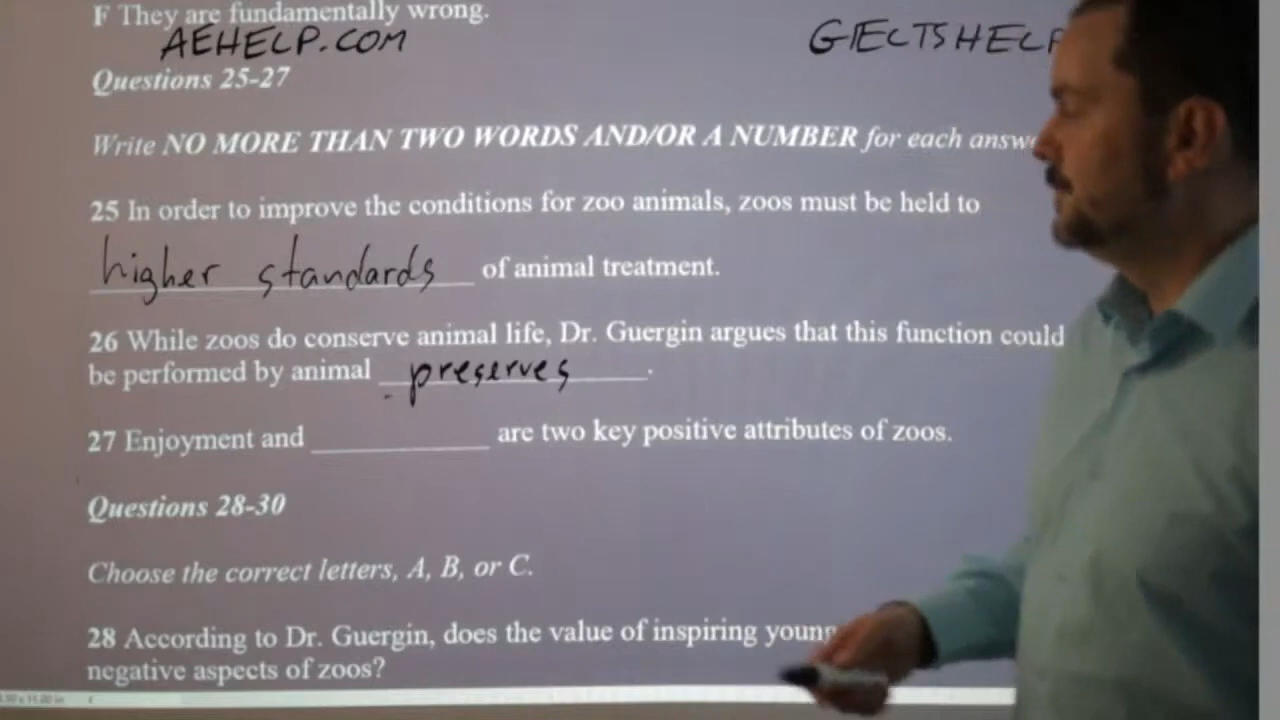 F They are fundamentally wrong.
AEHELP.COM
Questions 25-27
Write NO MORE THAN TWO WORDS AND/OR A NUMBER for each
25 In order to improve the conditions for zoo animals, zoos must be held to
higher standards of animal treatment.
26 While zoos do conserve animal life, Dr. Guergin argues that this function could
be performed by animal preserves.
27 Enjoyment and ________ are two key positive attributes of zoos.
Questions 28-30
Choose the correct letters, A, B, or C.
28 According to Dr. Guergin, does the value of inspiring
negative aspects of zoos?